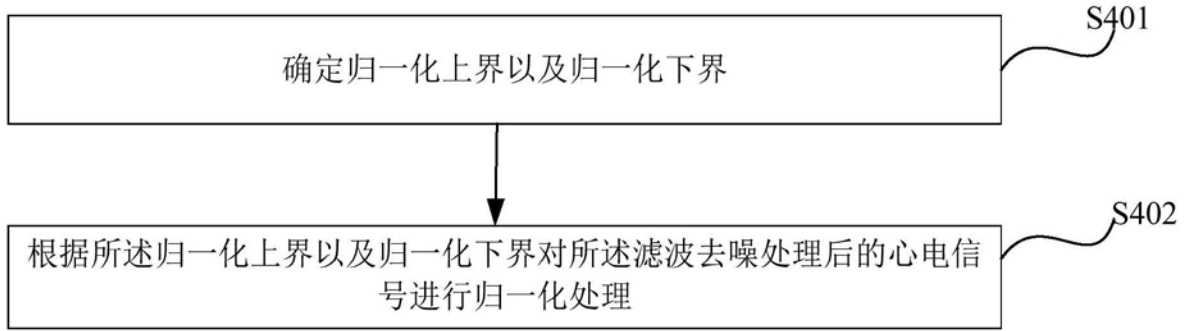 S401
确定归一化上界以及归一化下界
S402
根据所述归一化上界以及归一化下界对所述滤波去噪处理后的心电信
号进行归一化处理